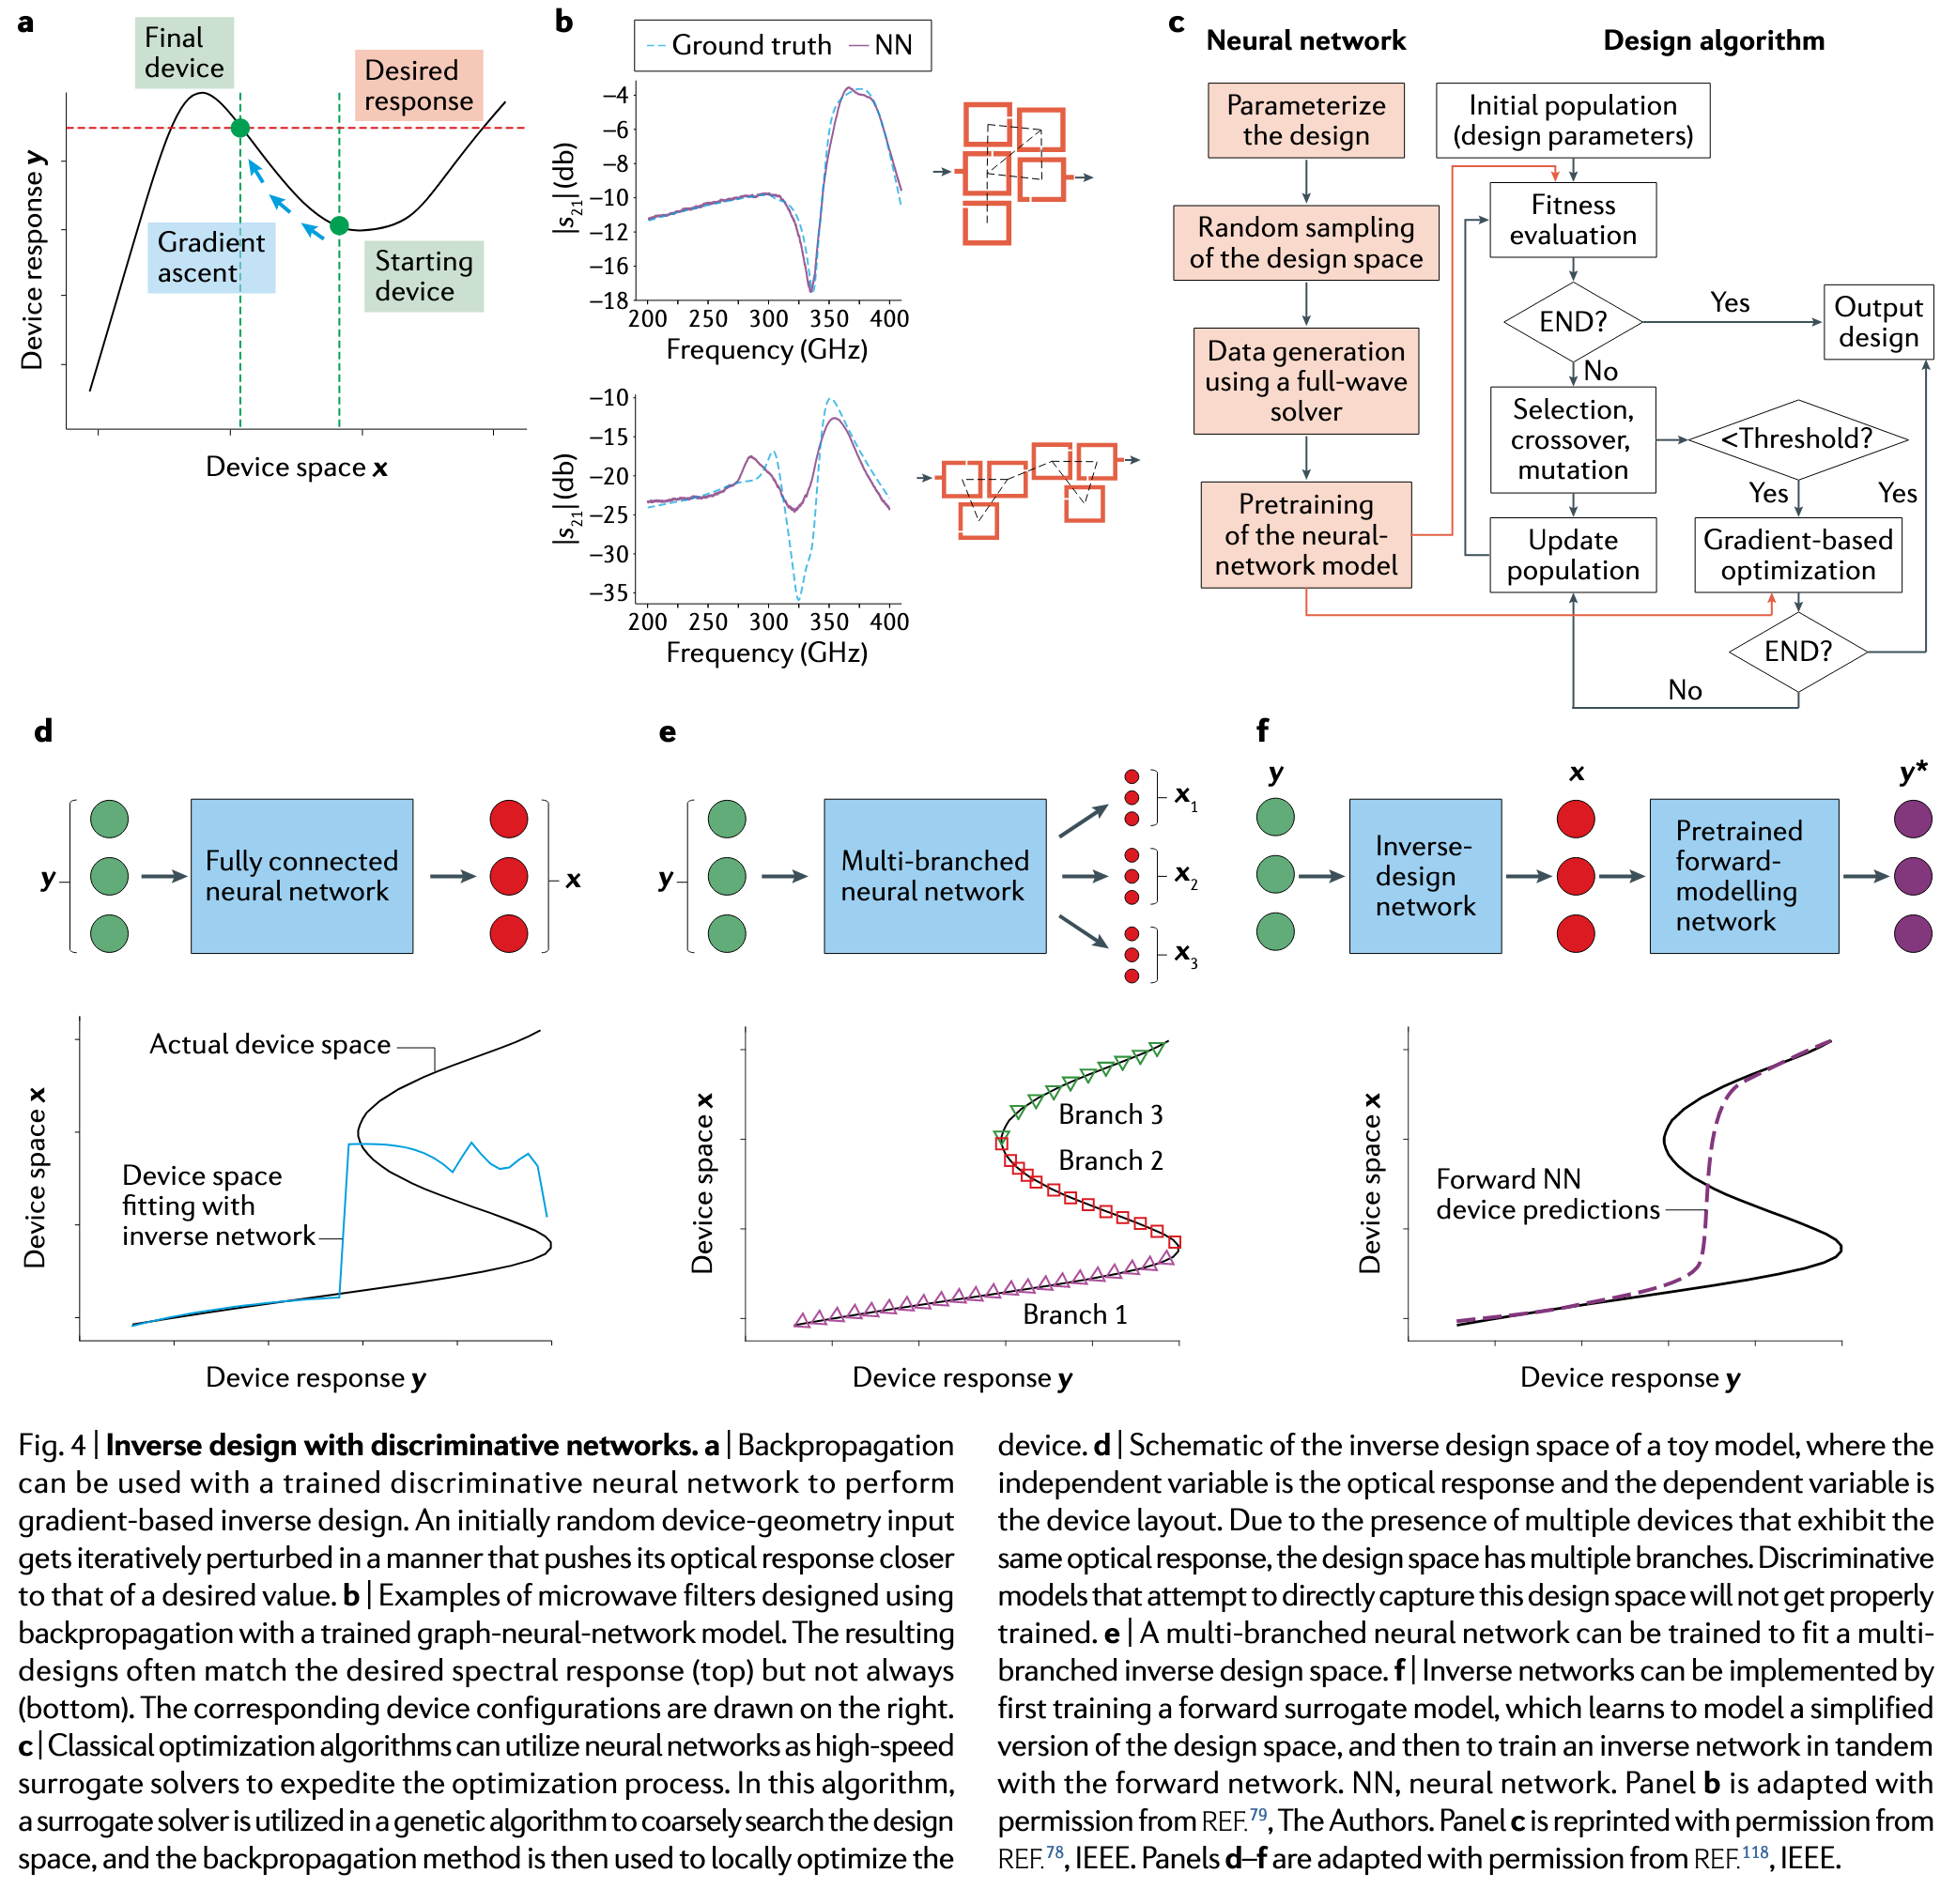 a
Final
device
Desired
response
Gradient
ascent
Starting
device
Device response y
Device space x
b
Ground truth
NN
–4
–6
–8
–10
–12
–14
–16
–18
|s21| (db)
200 250 300 350 400
Frequency (GHz)
–10
–15
–20
–25
–30
–35
|s21| (db)
200 250 300 350 400
Frequency (GHz)
c
Neural network
Design algorithm
Parameterize
the design
Random sampling
of the design space
Data generation
using a full-wave
solver
Pretraining
of the neural-
network model
Initial population
(design parameters)
Fitness
evaluation
END?
Yes
Output
design
No
Selection,
crossover,
mutation
<Threshold?
Yes
Yes
Update
population
Gradient-based
optimization
END?
No
d
y
Fully connected
neural network
x
Actual device space
Device space
fitting with
inverse network
Device space x
Device response y
e
y
Multi-branched
neural network
x1
x2
x3
Branch 3
Branch 2
Branch 1
Device space x
Device response y
f
y
x
y*
Inverse-
design
network
Pretrained
forward-
modelling
network
Forward NN
device predictions
Device space x
Device response y
Fig. 4 | Inverse design with discriminative networks. a | Backpropagation
can be used with a trained discriminative neural network to perform
gradient-based inverse design. An initially random device-geometry input
gets iteratively perturbed in a manner that pushes its optical response closer
to that of a desired value. b | Examples of microwave filters designed using
backpropagation with a trained graph-neural-network model. The resulting
designs often match the desired spectral response (top) but not always
(bottom). The corresponding device configurations are drawn on the right.
c | Classical optimization algorithms can utilize neural networks as high-speed
surrogate solvers to expedite the optimization process. In this algorithm,
a surrogate solver is utilized in a genetic algorithm to coarsely search the design
space, and the backpropagation method is then used to locally optimize the
device. d | Schematic of the inverse design space of a toy model, where the
independent variable is the optical response and the dependent variable is
the device layout. Due to the presence of multiple devices that exhibit the
same optical response, the design space has multiple branches. Discriminative
models that attempt to directly capture this design space will not get properly
trained. e | A multi-branched neural network can be trained to fit a multi-
branched inverse design space. f | Inverse networks can be implemented by
first training a forward surrogate model, which learns to model a simplified
version of the design space, and then to train an inverse network in tandem
with the forward network. NN, neural network. Panel b is adapted with
permission from REF.79, The Authors. Panel c is reprinted with permission from
REF.78, IEEE. Panels d–f are adapted with permission from REF.118, IEEE.